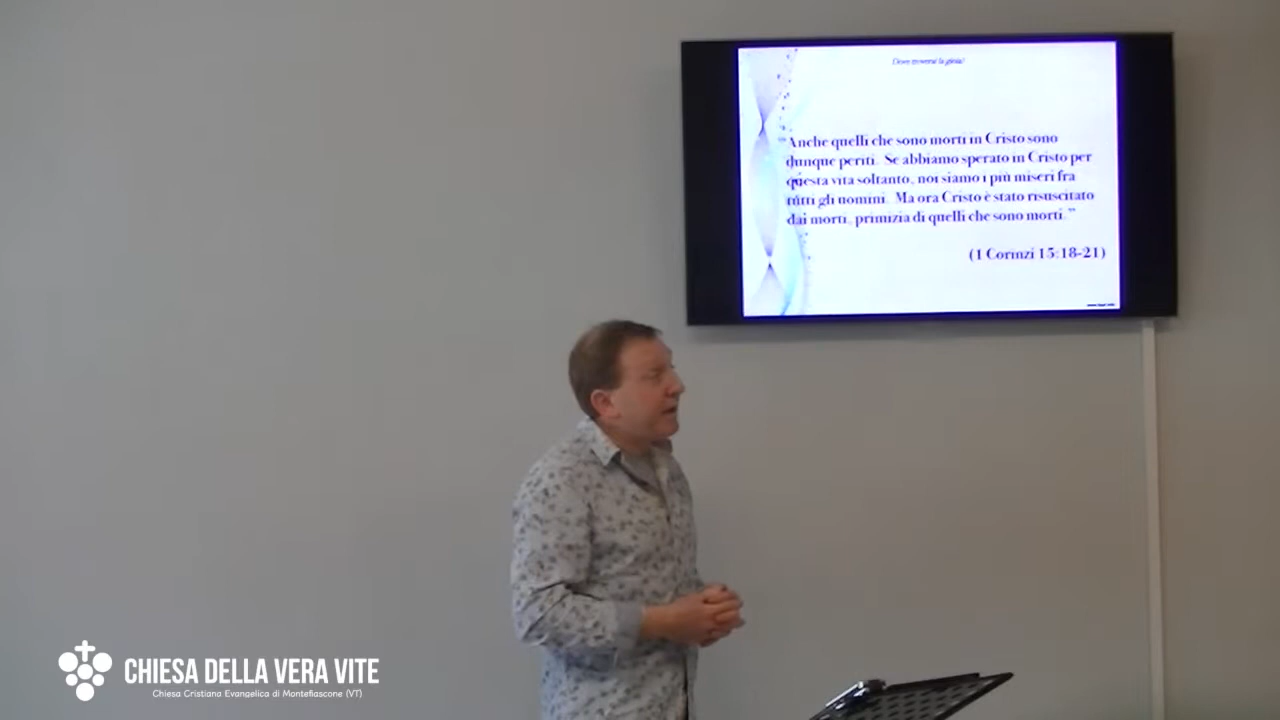 Dove troverai la gioia?
“Anche quelli che sono morti in Cristo sono
dunque periti. Se abbiamo sperato in Cristo per
questa vita soltanto, noi siamo i più miseri fra
tutti gli uomini. Ma ora Cristo è stato risuscitato
dai morti, primizia di quelli che sono morti.”
(1 Corinzi 15:18-21)
CHIESA DELLA VERA VITE
Chiesa Cristiana Evangelica di Montefiascone (VT)